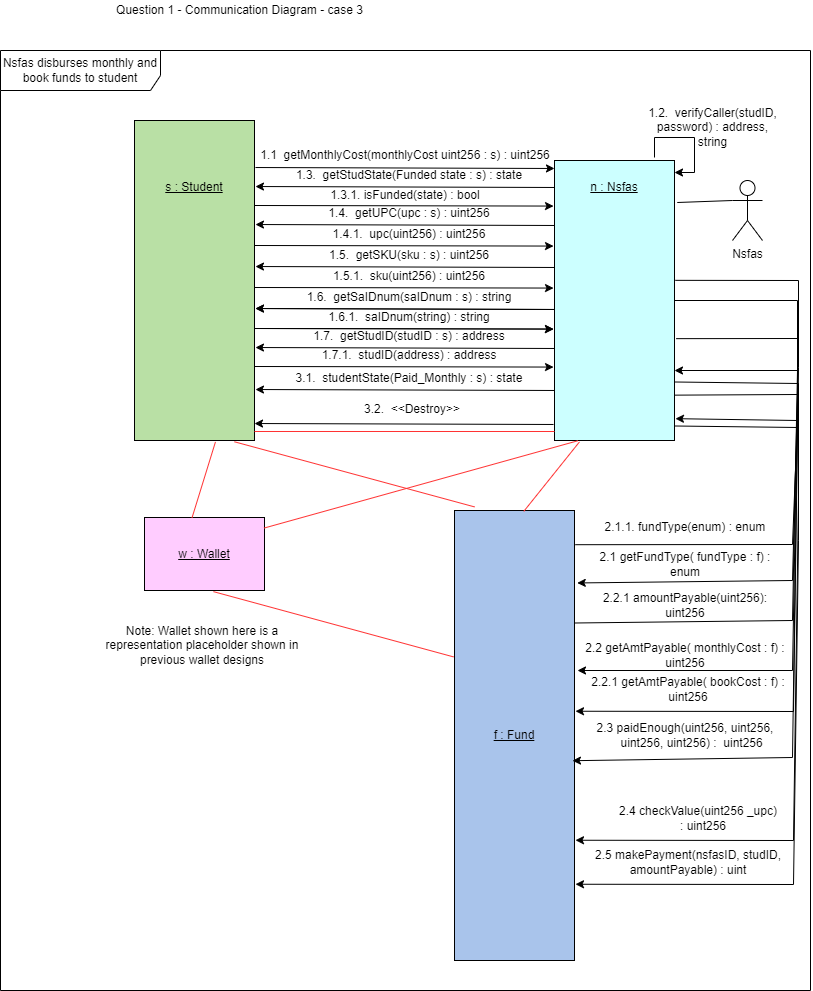 Question 1 - Communication Diagram - case 3
Nsfas disburses monthly and
book funds to student
1.2. verifyCaller(studID,
password) : address,
string
1.1 getMonthlyCost(monthlyCost uint256 : s) : uint256
1.3. getStudState(Funded state : s) : state
s : Student
n : Nsfas
1.3.1. isFunded(state) : bool
1.4. getUPC(upc : s) : uint256
1.4.1. upc(uint256) : uint256
Nsfas
1.5. getSKU(sku : s) : uint256
1.5.1. sku(uint256) : uint256
1.6. getSaIDnum(saIDnum : s) : string
1.6.1. saIDnum(string) : string
1.7. getStudID(studID : s) : address
1.7.1. studID(address) : address
3.1. studentState(Paid_Monthly : s) : state
3.2. <<Destroy>>
2.1.1. fundType(enum) : enum
w : Wallet
2.1 getFundType( fundType : f) :
enum
2.2.1 amountPayable(uint256):
uint256
Note: Wallet shown here is a
representation placeholder shown in
previous wallet designs
2.2 getAmtPayable( monthlyCost : f) :
uint256
2.2.1 getAmtPayable( bookCost : f) :
uint256
f : Fund
2.3 paidEnough(uint256, uint256,
uint256, uint256) : uint256
2.4 checkValue(uint256 _upc)
: uint256
2.5 makePayment(nsfasID, studID,
amountPayable) : uint